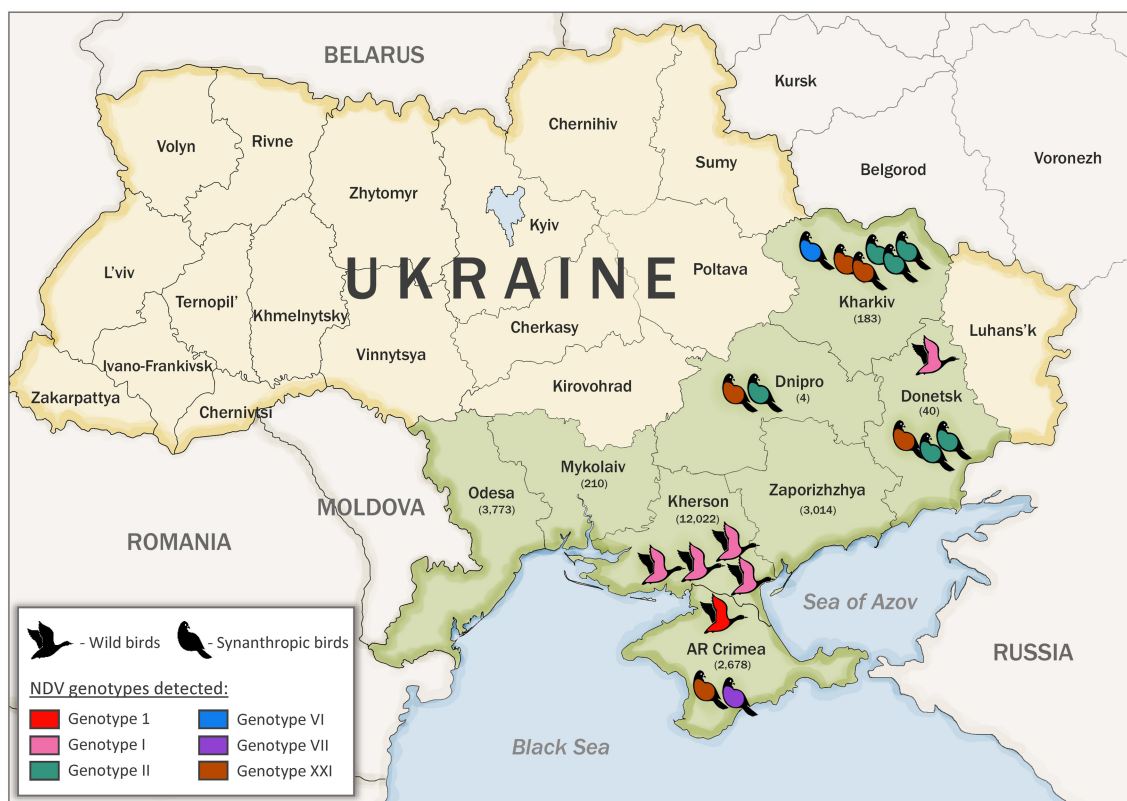 BELARUS
Kursk
Chernihiv
Volyn
Rivne
Sumy
Voronezh
Belgorod
Zhytomyr
Kyiv
L'viv
UKRAINE
Poltava
Ternopil'
Khmelnytsky
Kharkiv
(183)
Cherkasy
Luhans'k
Vinnytsya
Ivano-Frankivsk
Kirovohrad
Dnipro
(4)
Zakarpattya
Donetsk
(40)
Chernivtsi
Mykolaiv
(210)
Odesa
(3,773)
Kherson
(12,022)
Zaporizhzhya
(3,014)
MOLDOVA
ROMANIA
Sea of Azov
AR Crimea
(2,678)
RUSSIA
Black Sea
- Wild birds
- Synanthropic birds
NDV genotypes detected:
Genotype 1
Genotype VI
Genotype I
Genotype VII
Genotype II
Genotype XXI